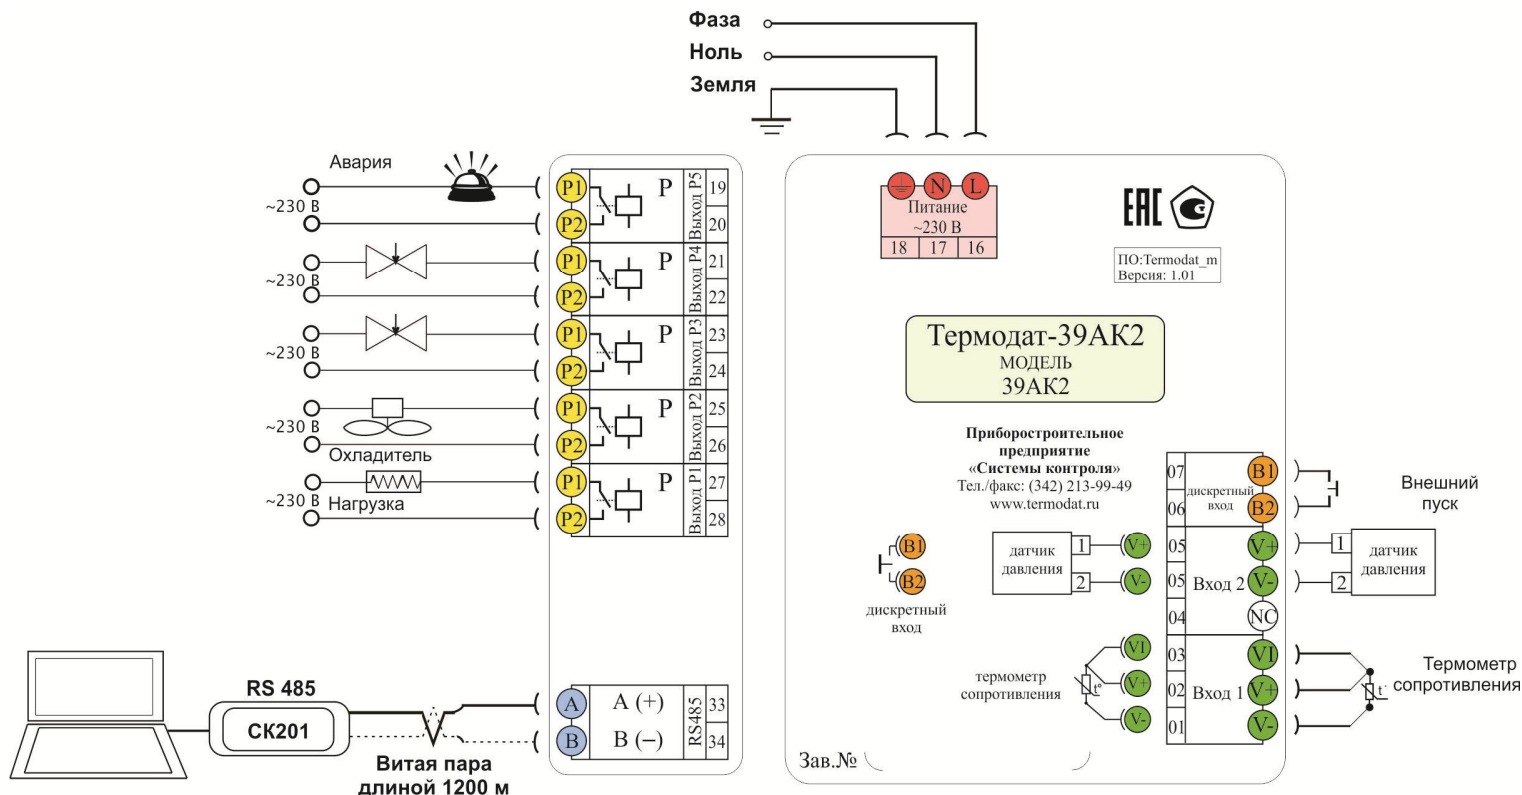 Фаза
Ноль
Земля
Авария
~230 В
P1
P2
P
Выход P5
19
20
~230 В
P1
P2
P
Выход P4
21
22
~230 В
P1
P2
P
Выход P3
23
24
~230 В
Охладитель
P1
P2
P
Выход P2
25
26
~230 В
Нагрузка
P1
P2
P
Выход P1
27
28
RS 485
СК201
Витая пара
длиной 1200 м
A
A (+)
B
B (–)
RS485
33
34
N
L
Питание
~230 В
18
17
16
ЕАС
ПО:Termodat_m
Версия: 1.01
Термодат-39АК2
МОДЕЛЬ
39АК2
Приборостроительное
предприятие
«Системы контроля»
Тел./факс: (342) 213-99-49
www.termodat.ru
B1
B2
дискретный
вход
датчик
давления
1
2
V+
V-
термометр
сопротивления
t°
VI
V+
V-
07
06
дискретный
вход
B1
B2
05
05
04
Вход 2
V+
V-
NC
03
02
01
Вход 1
VI
V+
V-
Внешний
пуск
1
2
датчик
давления
Термометр
сопротивления
t°
Зав.№